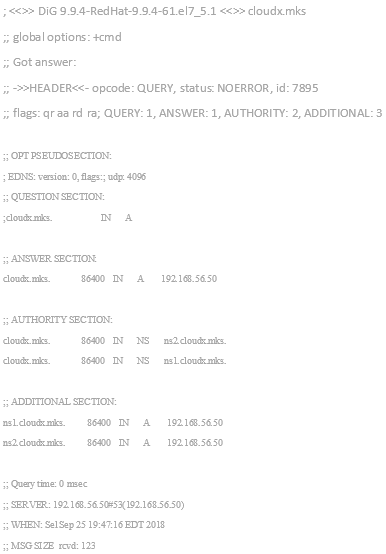 ; <<>> DiG 9.9.4-RedHat-9.9.4-61.el7_5.1 <<>> cloudx.mks
;; global options: +cmd
;; Got answer:
;; ->>HEADER<<- opcode: QUERY, status: NOERROR, id: 7895
;; flags: qr aa rd ra; QUERY: 1, ANSWER: 1, AUTHORITY: 2, ADDITIONAL: 3
;; OPT PSEUDOSECTION:
; EDNS: version: 0, flags:; udp: 4096
;; QUESTION SECTION:
;cloudx.mks. IN A
;; ANSWER SECTION:
cloudx.mks. 86400 IN A 192.168.56.50
;; AUTHORITY SECTION:
cloudx.mks. 86400 IN NS ns2.cloudx.mks.
cloudx.mks. 86400 IN NS ns1.cloudx.mks.
;; ADDITIONAL SECTION:
ns1.cloudx.mks. 86400 IN A 192.168.56.50
ns2.cloudx.mks. 86400 IN A 192.168.56.50
;; Query time: 0 msec
;; SERVER: 192.168.56.50#53(192.168.56.50)
;; WHEN: Sel Sep 25 19:47:16 EDT 2018
;; MSG SIZE rcvd: 123